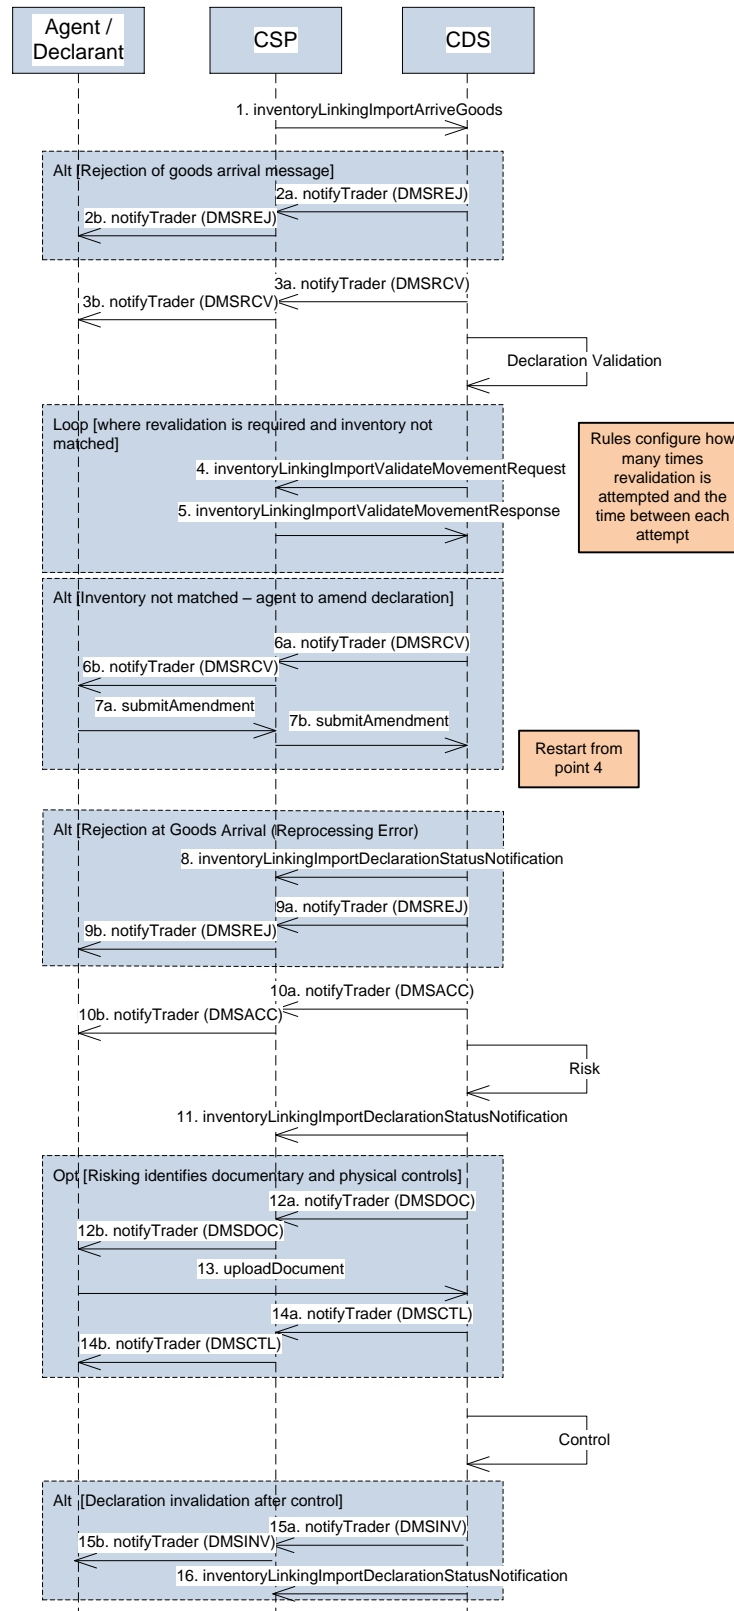 Agent /
Declarant
CSP
CDS
1. inventoryLinkingImportArriveGoods
Alt [Rejection of goods arrival message]
2a. notifyTrader (DMSREJ)
2b. notifyTrader (DMSREJ)
3a. notifyTrader (DMSRCV)
3b. notifyTrader (DMSRCV)
Declaration Validation
Loop [where revalidation is required and inventory not
matched]
Rules configure how
many times
revalidation is
attempted and the
time between each
attempt
4. inventoryLinkingImportValidateMovementRequest
5. inventoryLinkingImportValidateMovementResponse
Alt [Inventory not matched – agent to amend declaration]
6a. notifyTrader (DMSRCV)
6b. notifyTrader (DMSRCV)
7a. submitAmendment
7b. submitAmendment
Restart from
point 4
Alt [Rejection at Goods Arrival (Reprocessing Error)
8. inventoryLinkingImportDeclarationStatusNotification
9a. notifyTrader (DMSREJ)
9b. notifyTrader (DMSREJ)
10a. notifyTrader (DMSACC)
10b. notifyTrader (DMSACC)
Risk
11. inventoryLinkingImportDeclarationStatusNotification
Opt [Risking identifies documentary and physical controls]
12a. notifyTrader (DMSDOC)
12b. notifyTrader (DMSDOC)
13. uploadDocument
14a. notifyTrader (DMSCTL)
14b. notifyTrader (DMSCTL)
Control
Alt [Declaration invalidation after control]
15a. notifyTrader (DMSINV)
15b. notifyTrader (DMSINV)
16. inventoryLinkingImportDeclarationStatusNotification